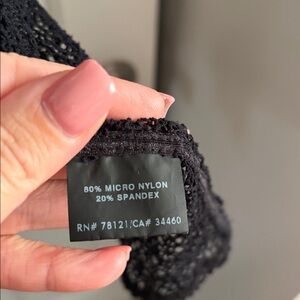 80% MICRO NYLON
20% SPANDEX
RN# 78121/CA# 34460